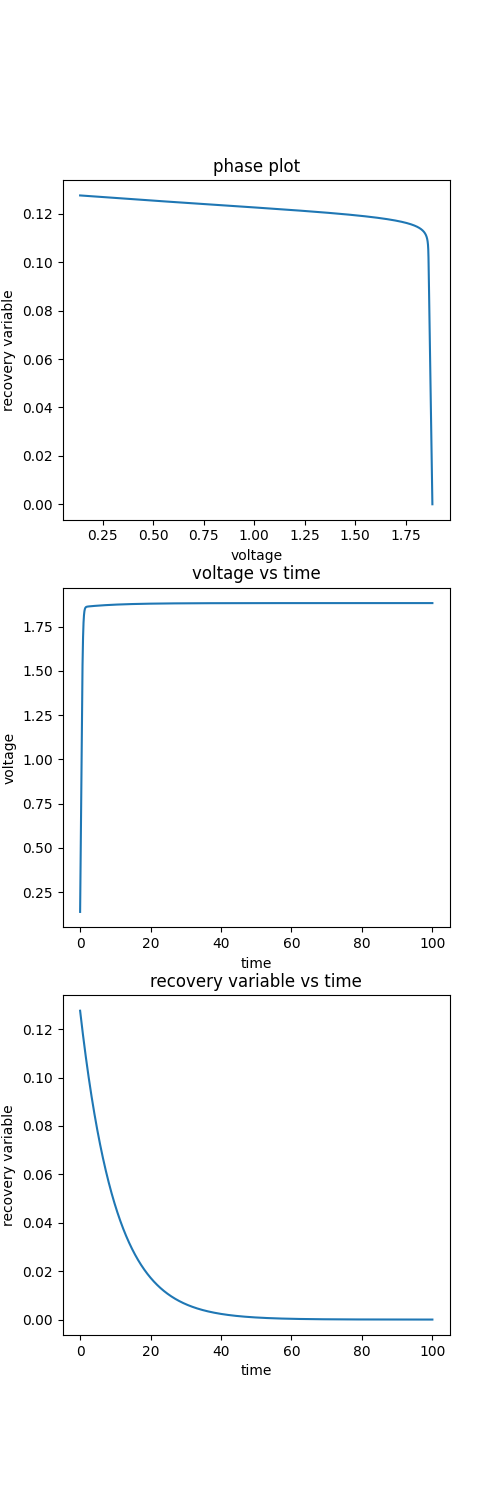 phase plot
0.12
0.10
0.08
0.06
0.04
0.02
0.00
recovery variable
0.25 0.50 0.75 1.00 1.25 1.50 1.75
voltage
voltage vs time
1.75
1.50
1.25
1.00
0.75
0.50
0.25
voltage
0 20 40 60 80 100
time
recovery variable vs time
0.12
0.10
0.08
0.06
0.04
0.02
0.00
recovery variable
0 20 40 60 80 100
time